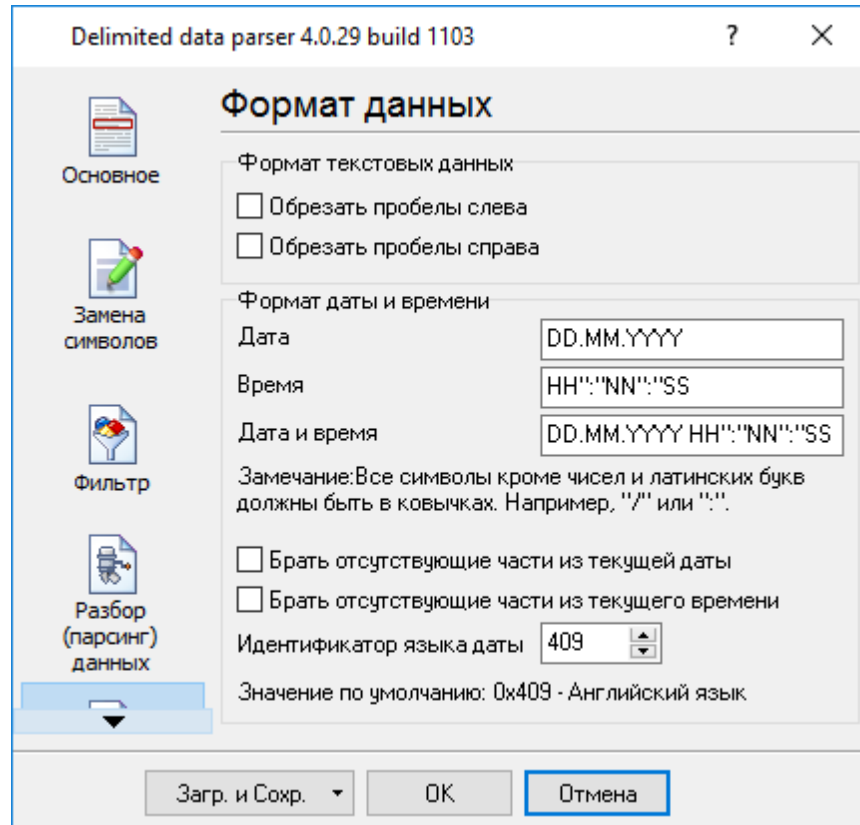 Delimited data parser 4.0.29 build 1103
?
Основное
Замена
символов
Фильтр
Разбор
(парсинг)
данных
Формат данных
Формат текстовых данных
Обрезать пробелы слева
Обрезать пробелы справа
Формат даты и времени
Дата DD.MM.YYYY
Время HH":"NN":"SS
Дата и время DD.MM.YYYY HH":"NN":"SS
Замечание:Все символы кроме чисел и латинских букв
должны быть в ковычках. Например, "/" или ":".
Брать отсутствующие части из текущей даты
Брать отсутствующие части из текущего времени
Идентификатор языка даты 409
Значение по умолчанию: 0x409 - Английский язык
Загр. и Сохр. OK Отмена